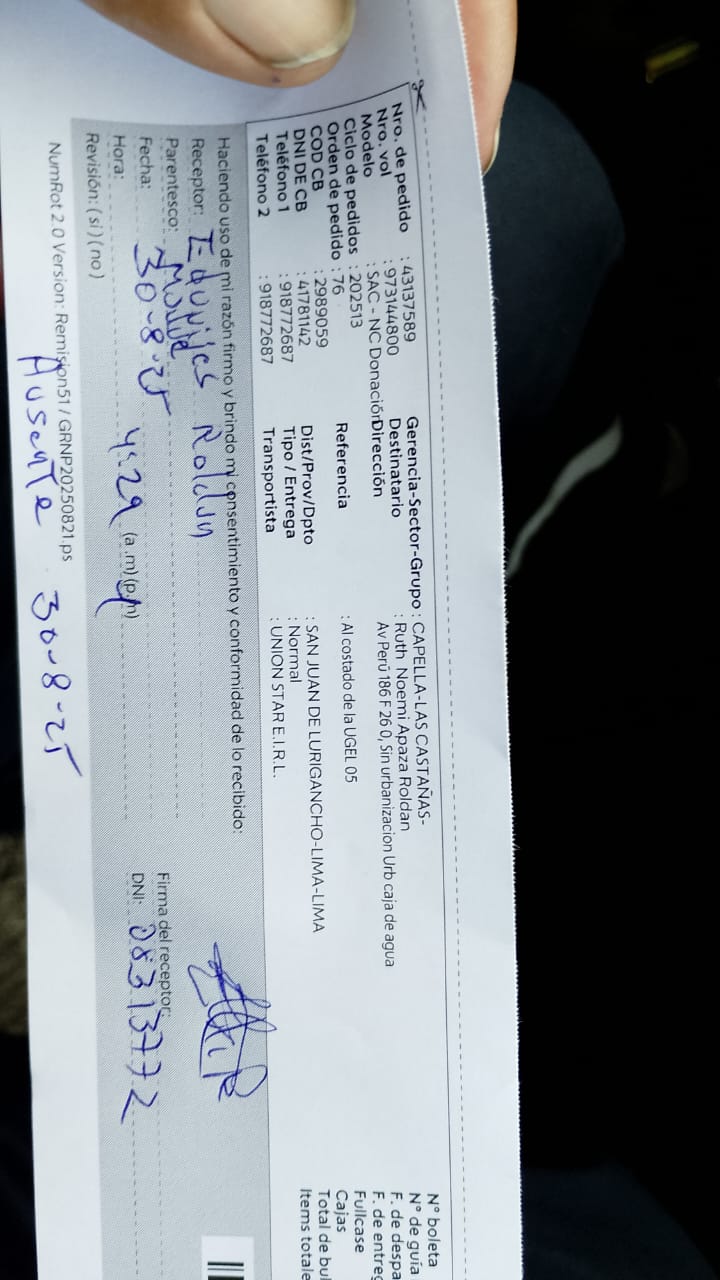 Nro. de pedido : 43137589
Nro. vol : 973144800
Modelo : SAC - NC Donación
Ciclo de pedidos : 202513
Orden de pedido : 76
COD CB : 2989059
DNI DE CB : 41781142
Teléfono 1 : 918772687
Teléfono 2 : 918772687
Gerencia-Sector-Grupo : CAPELLA-LAS CASTAÑAS-
Destinatario : Ruth Noemi Apaza Roldan
Dirección Av Perú 186 F 26 0, Sin urbanizacion Urb caja de agua
Referencia : Al costado de la UGEL 05
Dist/Prov/Dpto : SAN JUAN DE LURIGANCHO-LIMA-LIMA
Tipo / Entrega : Normal
Transportista : UNION STAR E.I.R.L.
N° boleta
N° de guía
F. de despa
F. de entreg
Fullcase
Cajas
Total de bul
Items totale
Haciendo uso de mi razón firmo y brindo mi consentimiento y conformidad de lo recibido:
Receptor: Roldan
Parentesco:
Fecha: 30-8-25
Hora: 4:29 (a.m) (p.m)
Revisión: (si) (no)
Firma del receptor:
DNI: 08313772
NumRot 2.0 Version: Remision51 / GRNP20250821.ps
Ausente 30-8-25